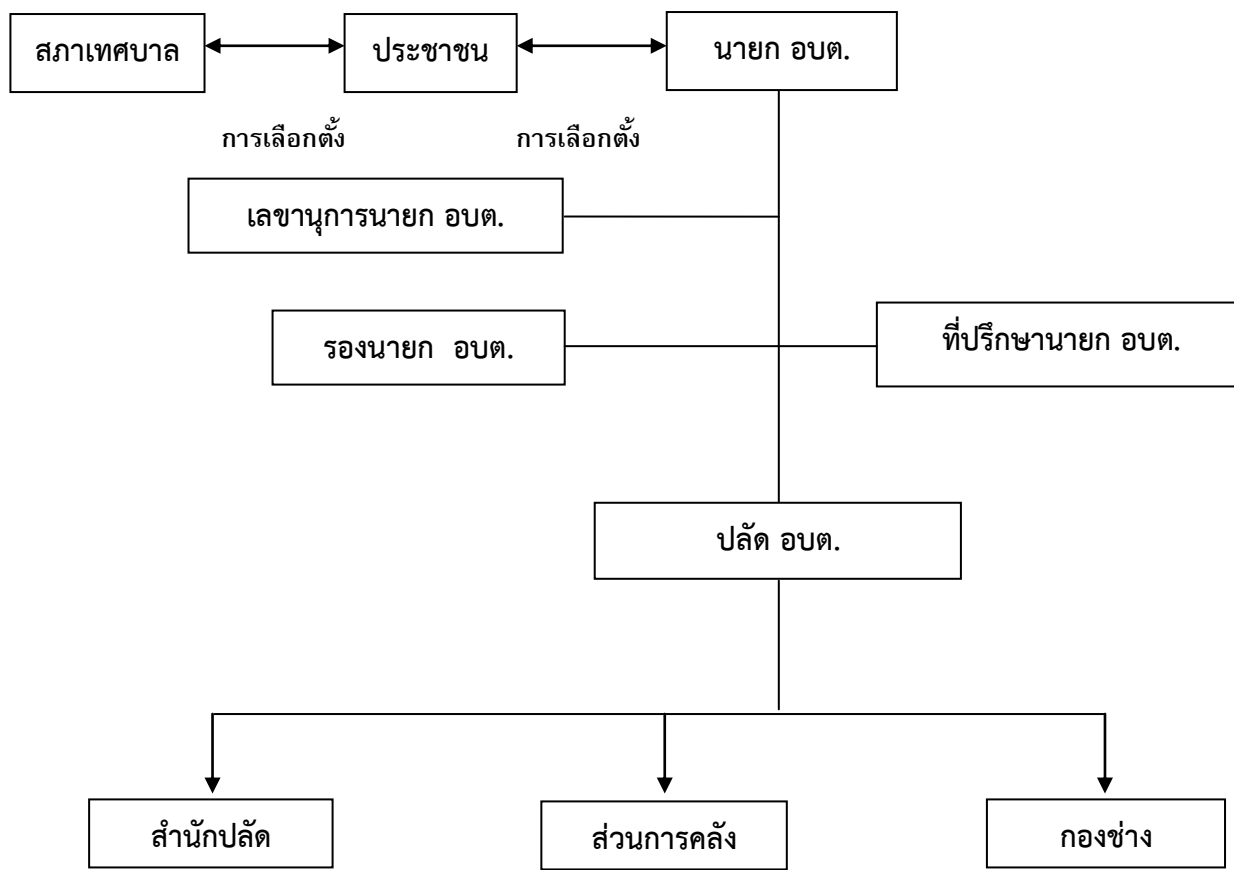 สภาเทศบาล
ประชาชน
นายก อบต.
การเลือกตั้ง
การเลือกตั้ง
เลขานุการนายก อบต.
รองนายก อบต.
ที่ปรึกษานายก อบต.
ปลัด อบต.
สำนักปลัด
ส่วนการคลัง
กองช่าง